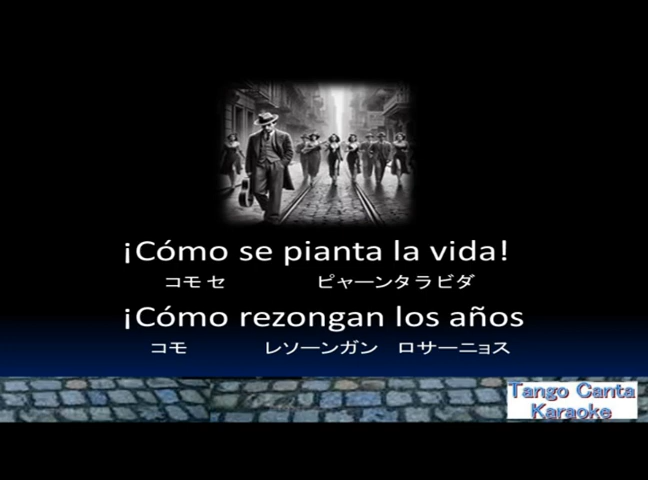 ¡Cómo se pianta la vida!
コモ セ ピャーンタ ラ ビダ
¡Cómo rezongan los años
コモ レソーンガン ロサーニョス
Tango Canta
Karaoke